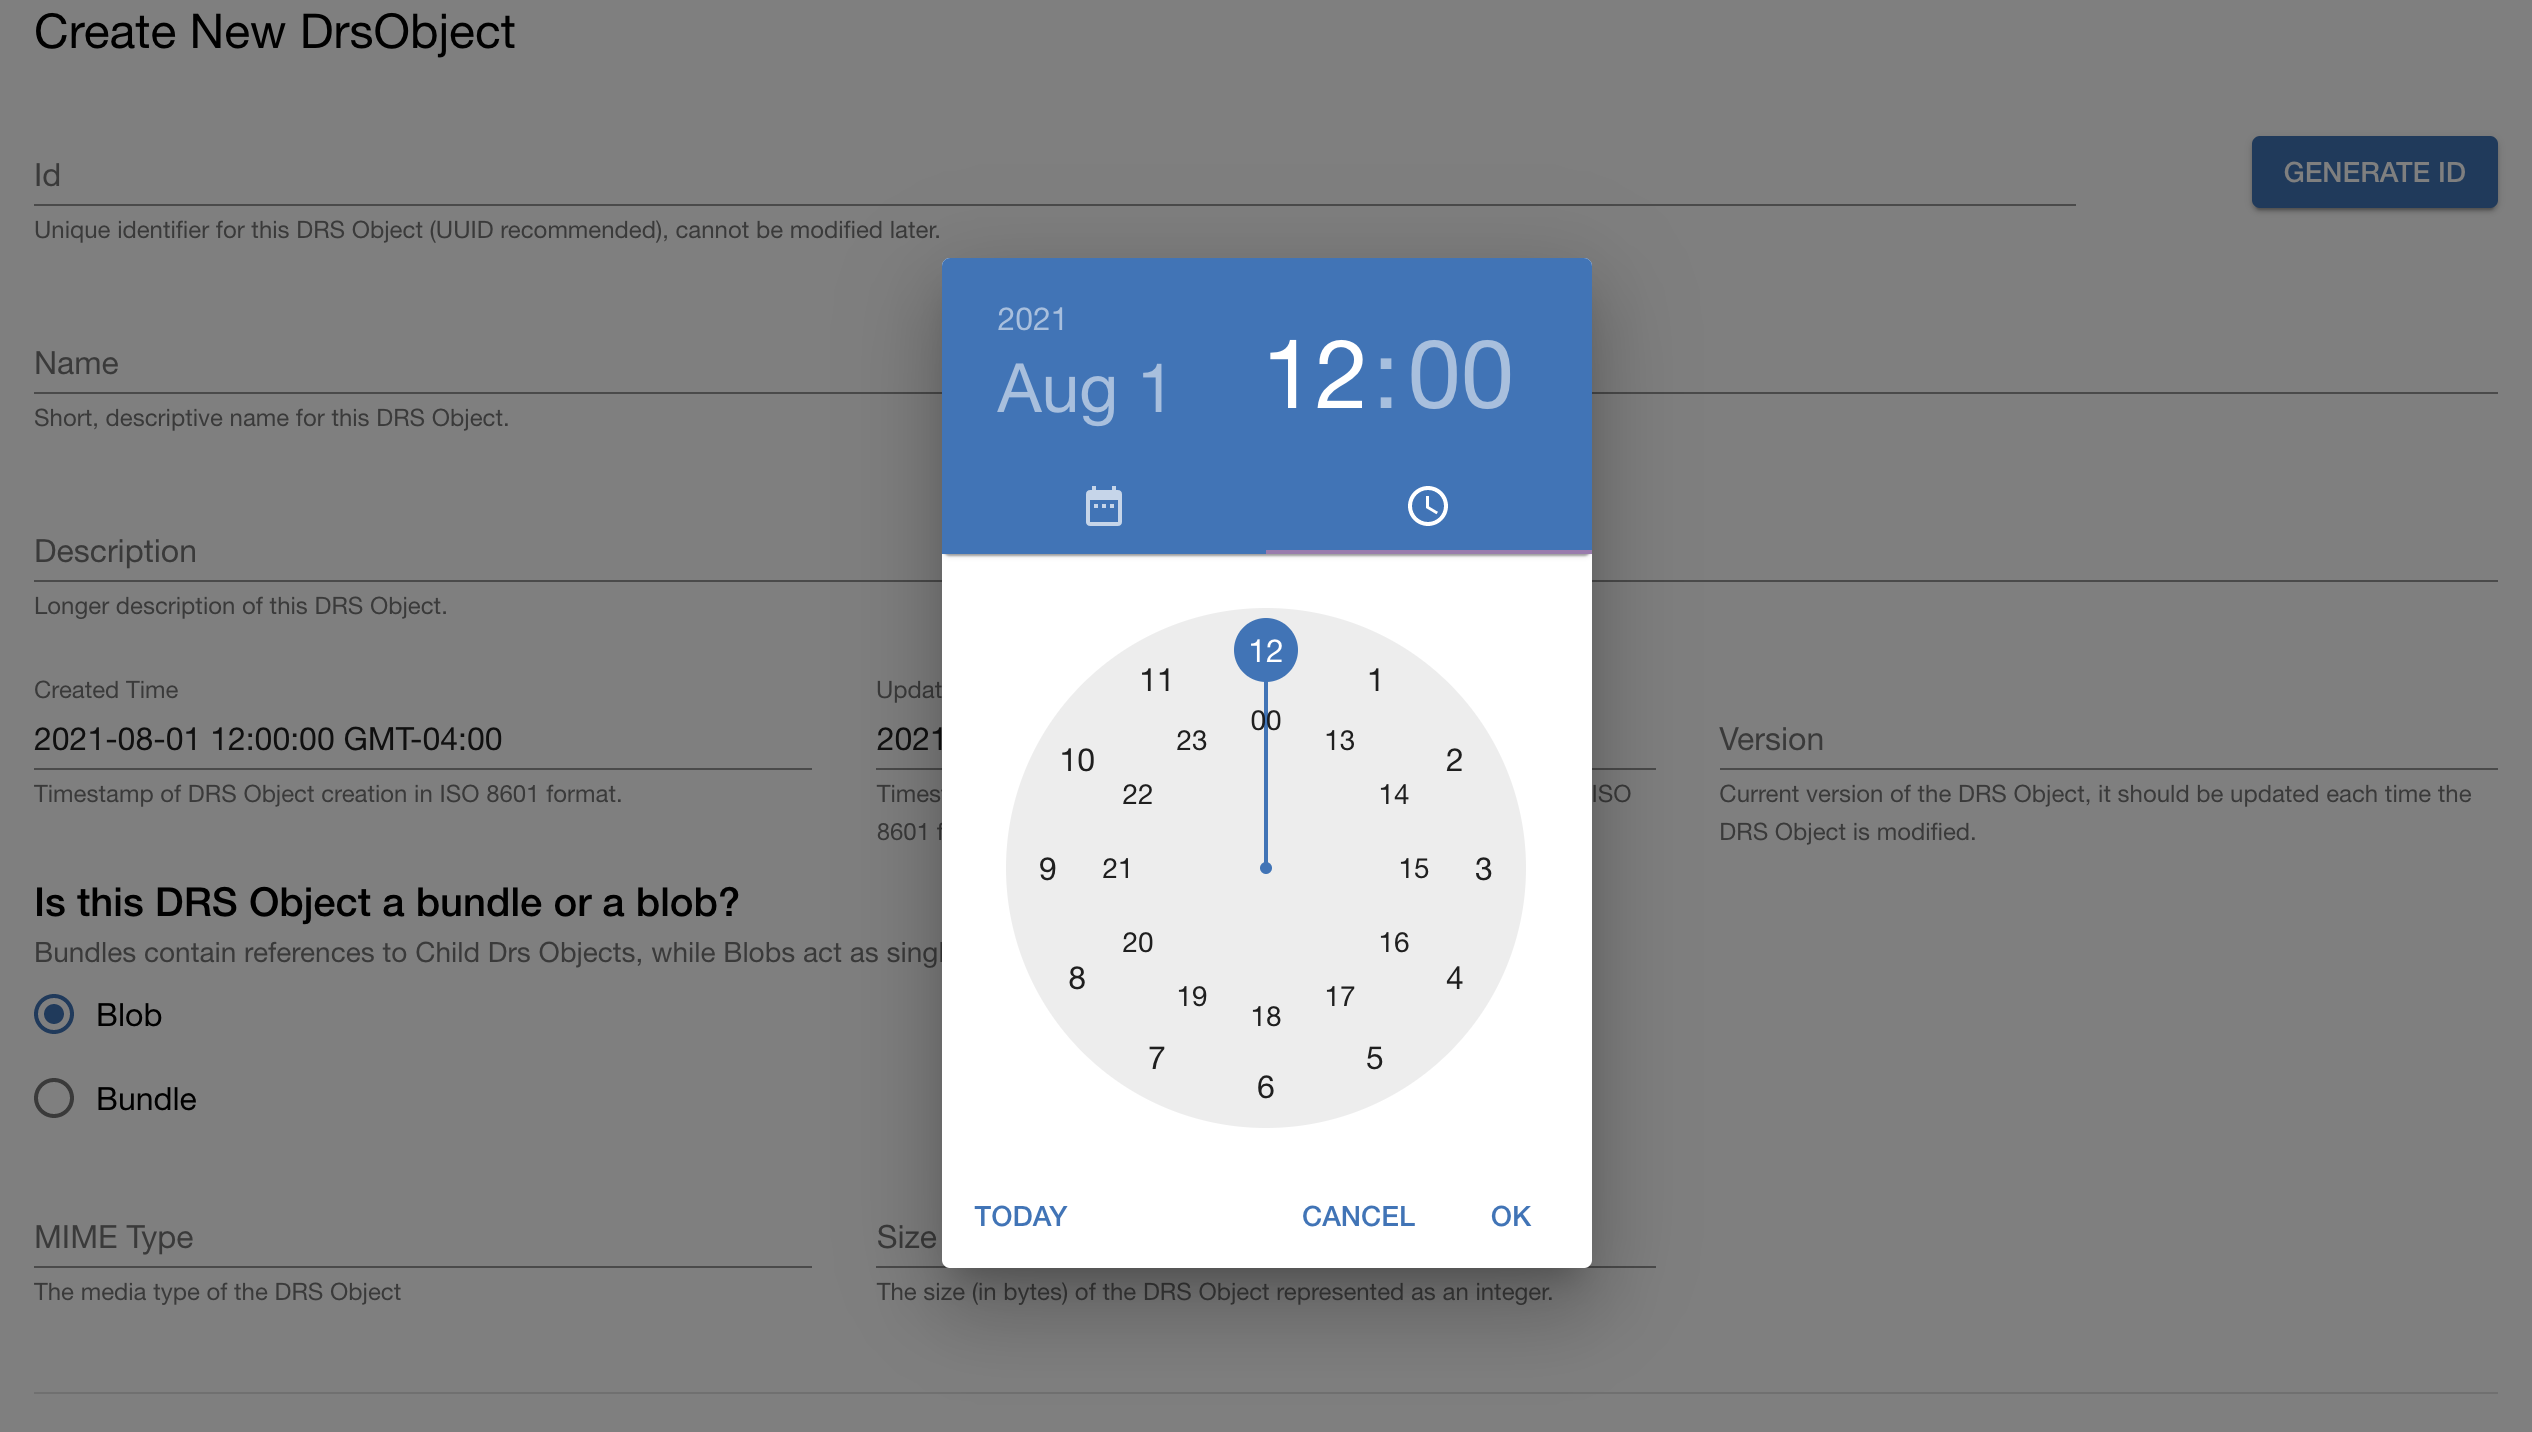 Create New DrsObject
Id
GENERATE ID
Unique identifier for this DRS Object (UUID recommended), cannot be modified later.
Name
Short, descriptive name for this DRS Object.
Description
Longer description of this DRS Object.
Created Time
2021-08-01 12:00:00 GMT-04:00
Timestamp of DRS Object creation in ISO 8601 format.
2021
ISO
8601
Version
Current version of the DRS Object, it should be updated each time the
DRS Object is modified.
Is this DRS Object a bundle or a blob?
Bundles contain references to Child Drs Objects, while Blobs act as
Blob
Bundle
MIME Type
The media type of the DRS Object
Size
The size (in bytes) of the DRS Object represented as an integer.
2021
Aug 1
12:00
12
11
1
00
23
13
10
2
22
14
9
21
15
3
20
16
8
4
19
17
18
7
5
6
TODAY
CANCEL
OK